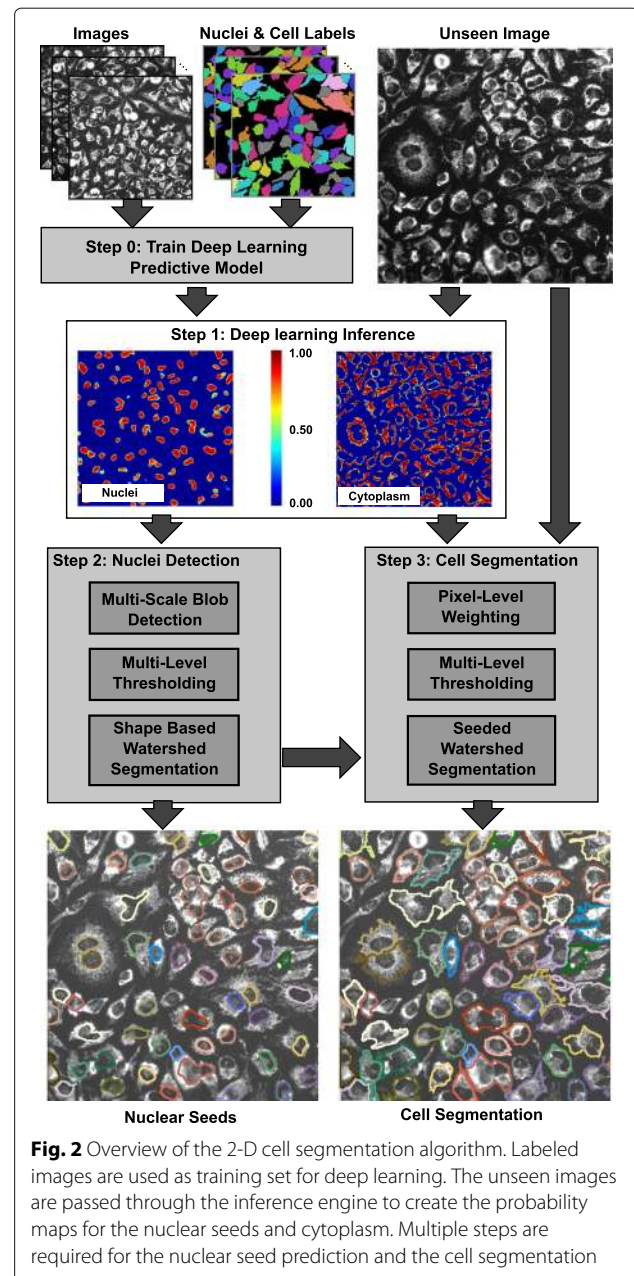 Images
Nuclei & Cell Labels
Unseen Image
Step 0: Train Deep Learning
Predictive Model
Step 1: Deep learning Inference
1.00
0.50
0.00
Nuclei
Cytoplasm
Step 2: Nuclei Detection
Multi-Scale Blob
Detection
Multi-Level
Thresholding
Shape Based
Watershed
Segmentation
Step 3: Cell Segmentation
Pixel-Level
Weighting
Multi-Level
Thresholding
Seeded
Watershed
Segmentation
Nuclear Seeds
Cell Segmentation
Fig. 2 Overview of the 2-D cell segmentation algorithm. Labeled
images are used as training set for deep learning. The unseen images
are passed through the inference engine to create the probability
maps for the nuclear seeds and cytoplasm. Multiple steps are
required for the nuclear seed prediction and the cell segmentation